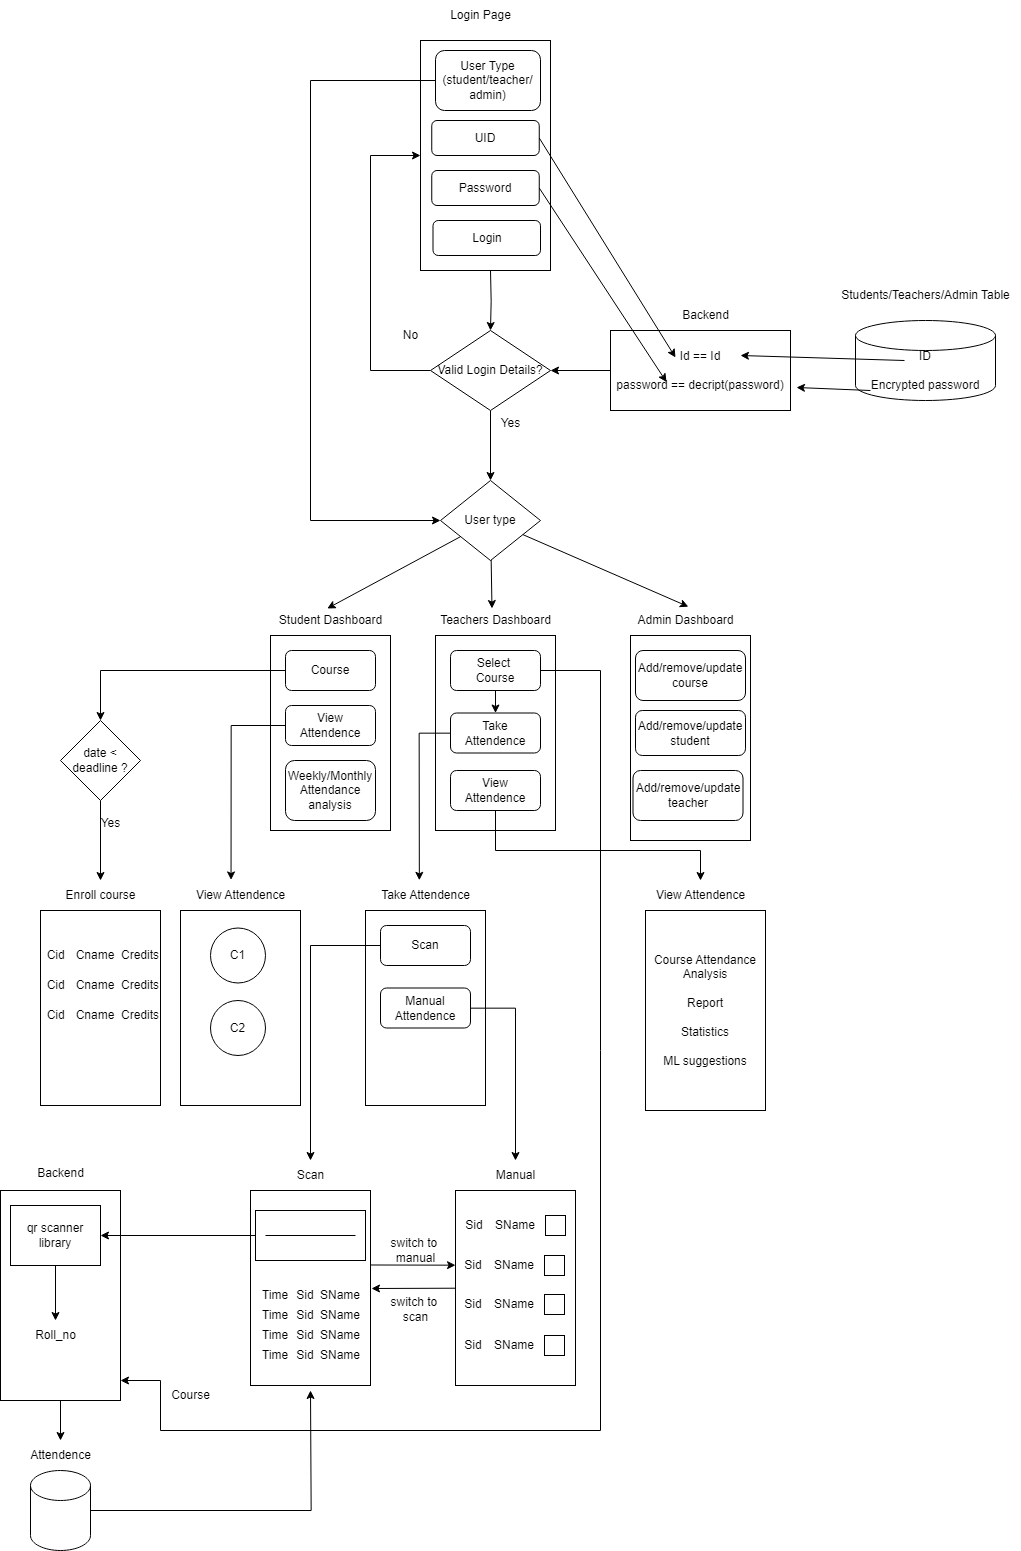 Login Page
User Type
(student/teacher/
admin)
UID
Password
Login
Students/Teachers/Admin Table
Backend
No
Id == Id
ID
Valid Login Details?
password == decript(password)
Encrypted password
Yes
User type
Student Dashboard
Teachers Dashboard
Admin Dashboard
Course
View
Attendence
Weekly/Monthly
Attendance
analysis
Select
Course
Take
Attendence
View
Attendence
Add/remove/update
course
Add/remove/update
student
Add/remove/update
teacher
date <
deadline ?
Yes
Enroll course
View Attendence
Take Attendence
View Attendence
Cid Cname Credits
Cid Cname Credits
Cid Cname Credits
C1
C2
Scan
Manual
Attendence
Course Attendance
Analysis
Report
Statistics
ML suggestions
Backend
Scan
Manual
qr scanner
library
Roll_no
switch to
manual
switch to
scan
Time Sid SName
Time Sid SName
Time Sid SName
Time Sid SName
Sid SName
Sid SName
Sid SName
Sid SName
Course
Attendence